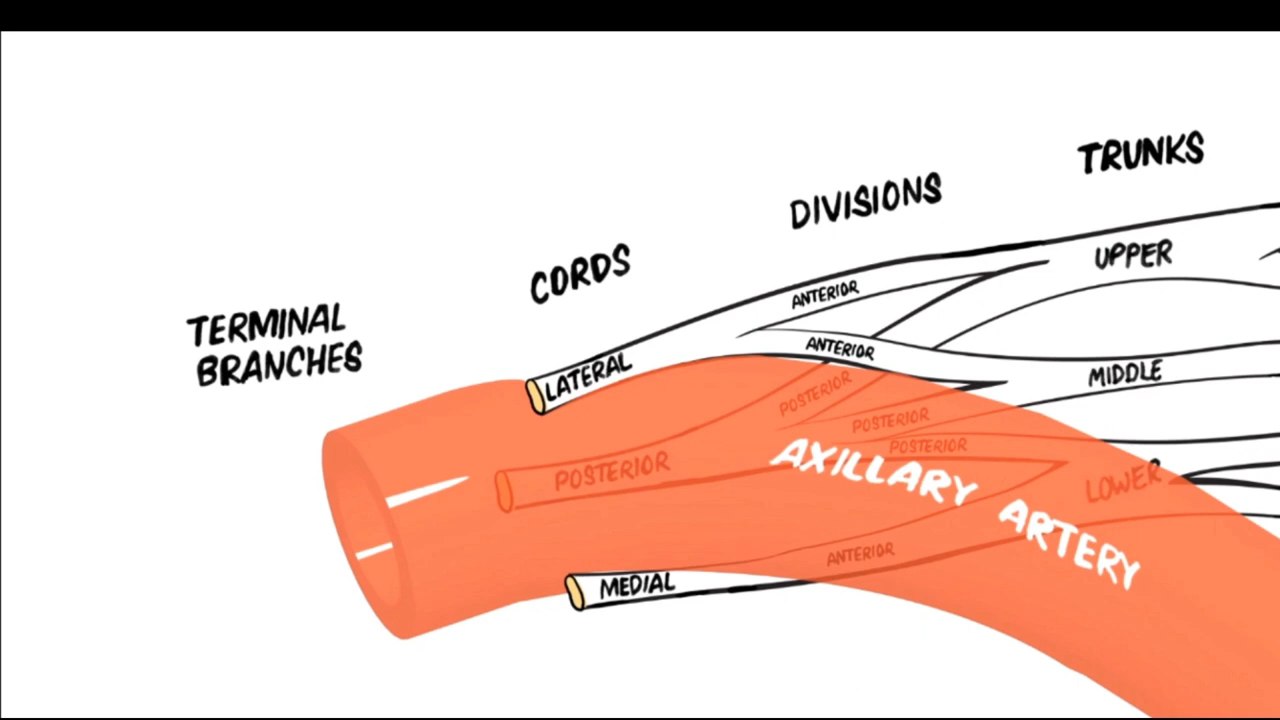 TRUNKS
DIVISIONS
CORDS
TERMINAL
BRANCHES
UPPER
ANTERIOR
ANTERIOR
MIDDLE
LATERAL
POSTERIOR
POSTERIOR
POSTERIOR
AXILLARY ARTERY
POSTERIOR
LOWER
ANTERIOR
MEDIAL